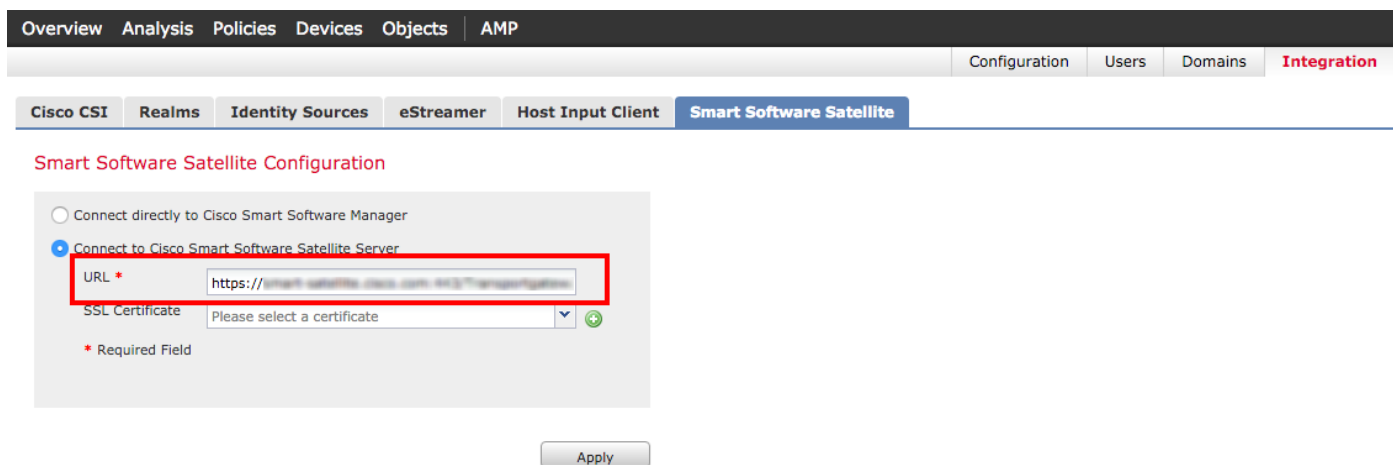 Overview Analysis Policies Devices Objects AMP
Configuration Users Domains Integration
Cisco CSI Realms Identity Sources eStreamer Host Input Client Smart Software Satellite
Smart Software Satellite Configuration
Connect directly to Cisco Smart Software Manager
Connect to Cisco Smart Software Satellite Server
URL * https://
SSL Certificate Please select a certificate
* Required Field
Apply